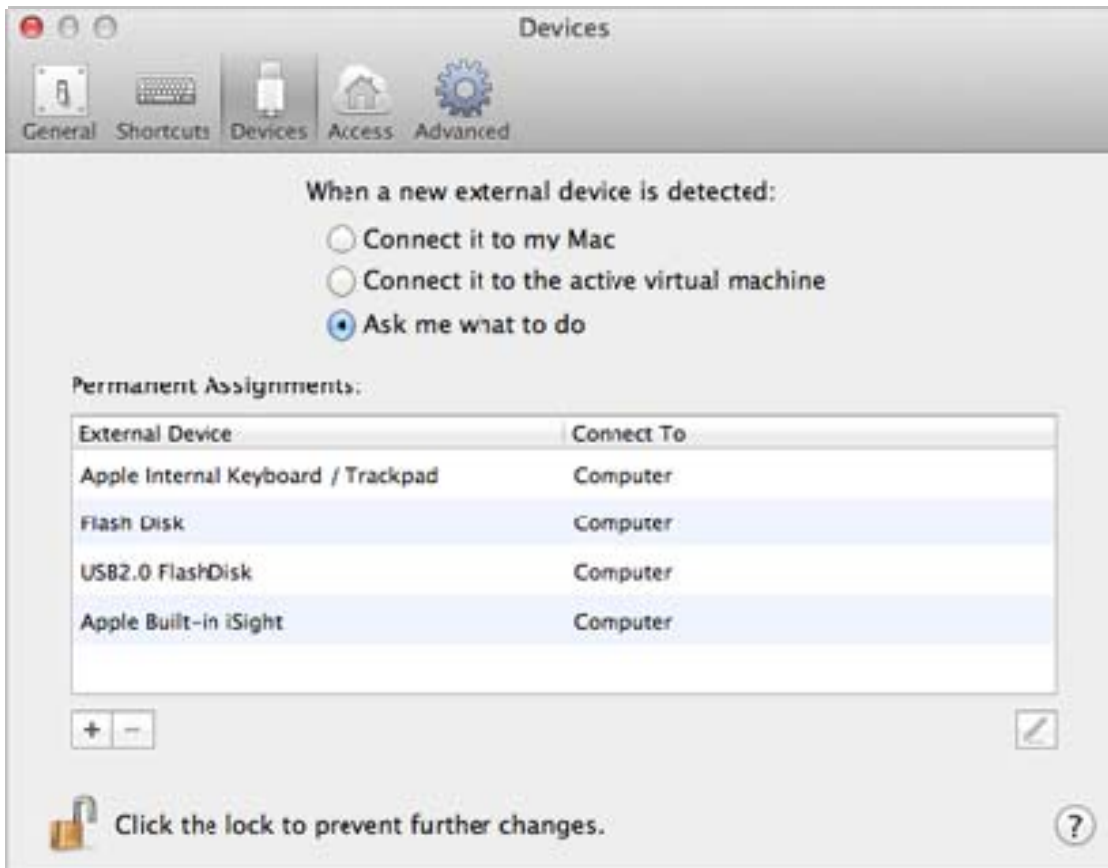 Devices
General Shortcuts Devices Access Advanced
When a new external device is detected:
Connect it to my Mac
Connect it to the active virtual machine
Ask me what to do
Permanent Assignments:
External Device Connect To
Apple Internal Keyboard / Trackpad Computer
Flash Disk Computer
USB2.0 FlashDisk Computer
Apple Built-in iSight Computer
+ −
Click the lock to prevent further changes. ?